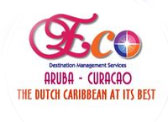 Eco
Destination Management Services
ARUBA - CURACAO
THE DUTCH CARIBBEAN AT ITS BEST